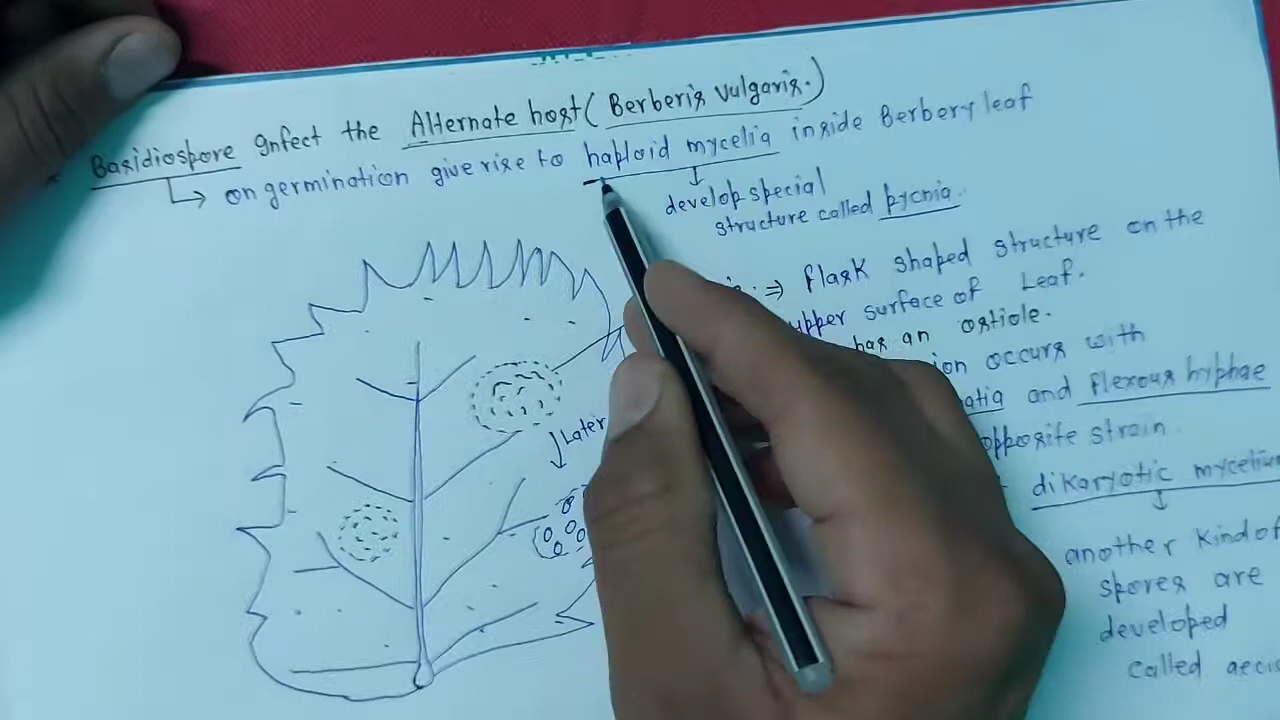 Basidiospore Infect the Alternate host (Berberis vulgaris.)
↳ on germination give rise to haploid mycelia inside Berbery leaf
↓
develop special
structure called pycnia.
⇒ flask shaped structure on the
upper surface of Leaf.
has an ostiole.
occurs with
and flexous hyphae
opposite strain
dikaryotic mycelium
↓
another kind of
spores are
developed
called
Later
↓